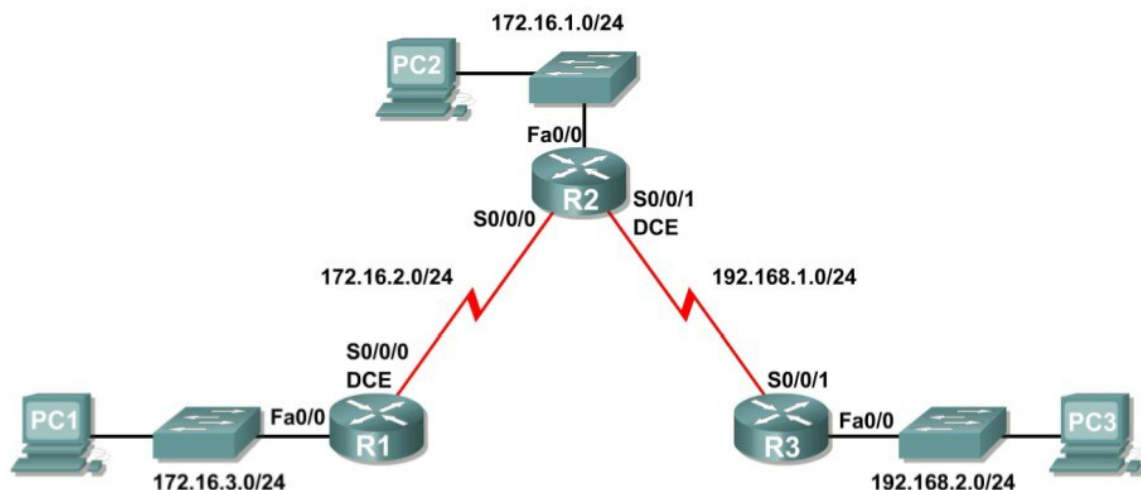 172.16.1.0/24
PC2
Fa0/0
R2
S0/0/0
S0/0/1
DCE
172.16.2.0/24
192.168.1.0/24
S0/0/0
DCE
S0/0/1
PC1
Fa0/0
R1
R3
Fa0/0
PC3
172.16.3.0/24
192.168.2.0/24